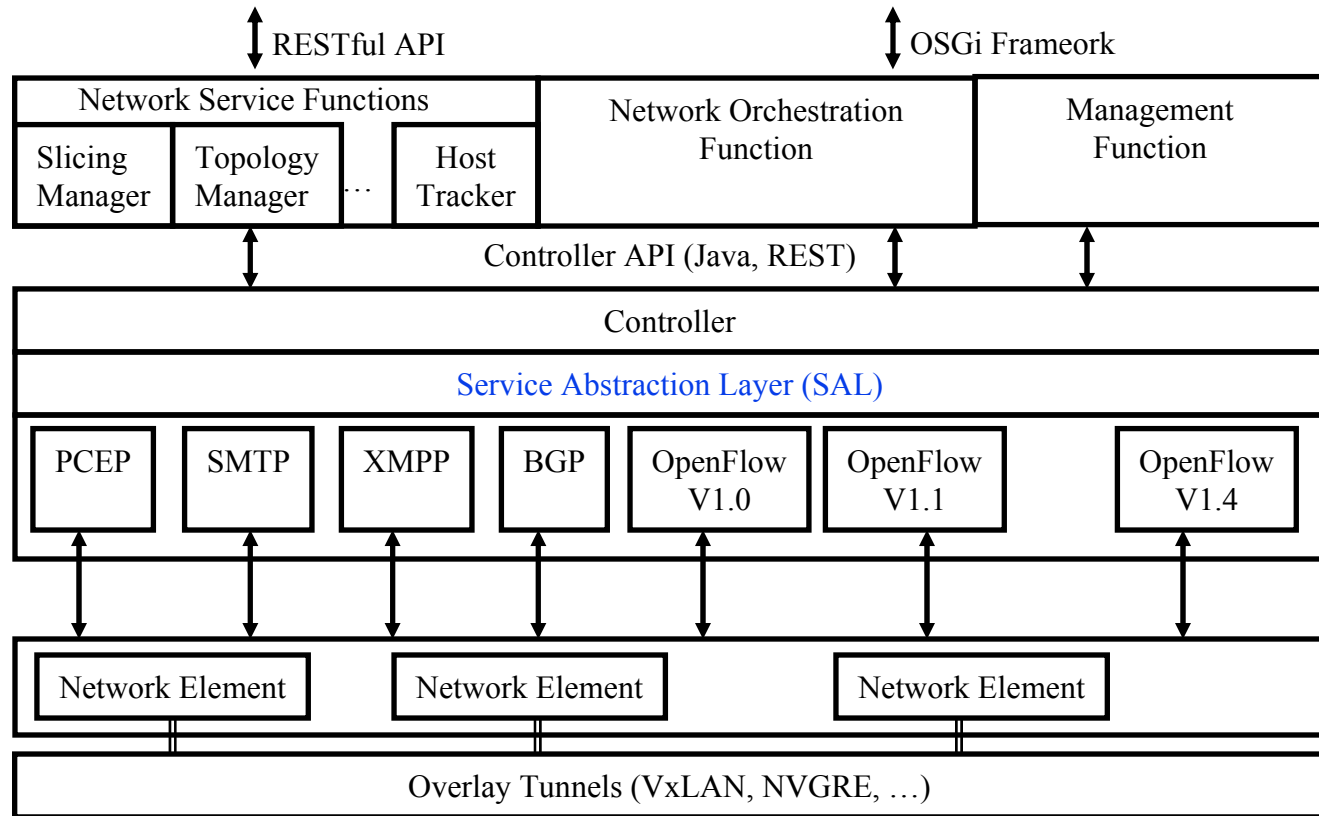 RESTful API
OSGi Frameork
Network Service Functions
Slicing
Manager
Topology
Manager
…
Host
Tracker
Network Orchestration
Function
Management
Function
Controller API (Java, REST)
Controller
Service Abstraction Layer (SAL)
PCEP
SMTP
XMPP
BGP
OpenFlow
V1.0
OpenFlow
V1.1
OpenFlow
V1.4
Network Element
Network Element
Network Element
Overlay Tunnels (VxLAN, NVGRE, …)